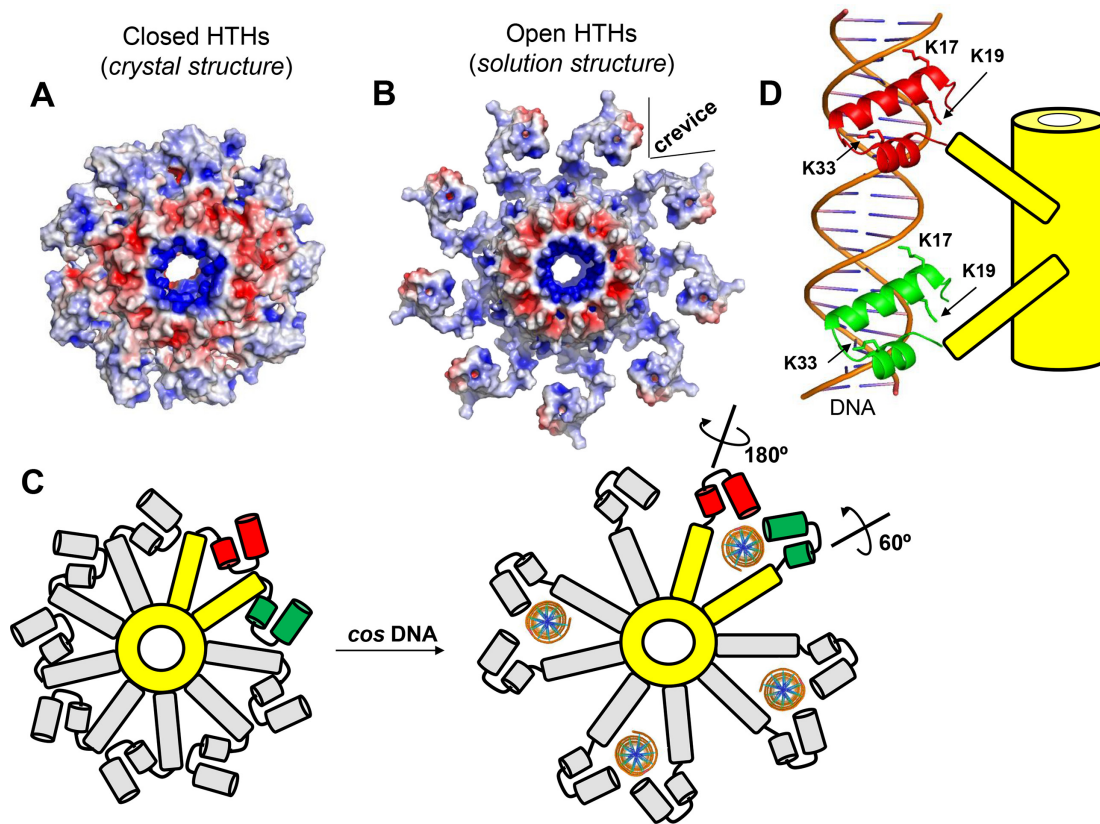 Closed HTHs
(crystal structure)
A
Open HTHs
(solution structure)
B
crevice
D
K17
K19
K33
K17
K19
K33
DNA
C
cos DNA
180º
60º